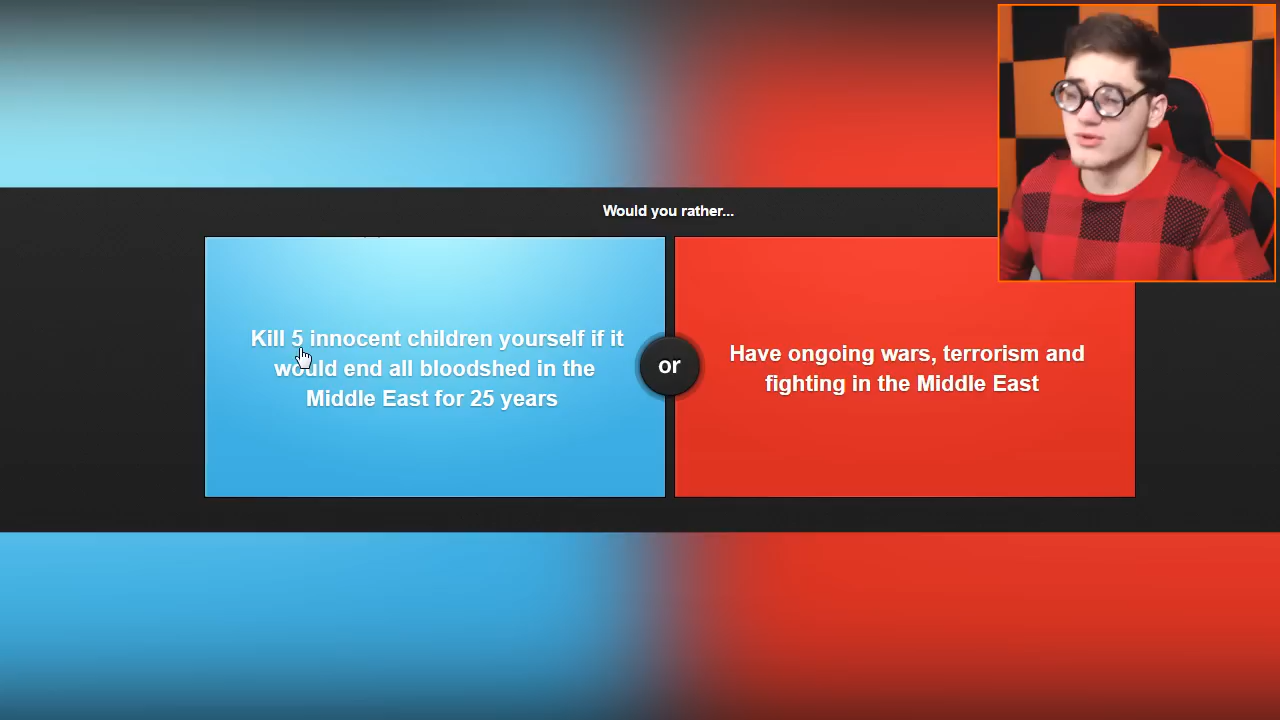 Would you rather...
Kill 5 innocent children yourself if it
would end all bloodshed in the
Middle East for 25 years
or
Have ongoing wars, terrorism and
fighting in the Middle East